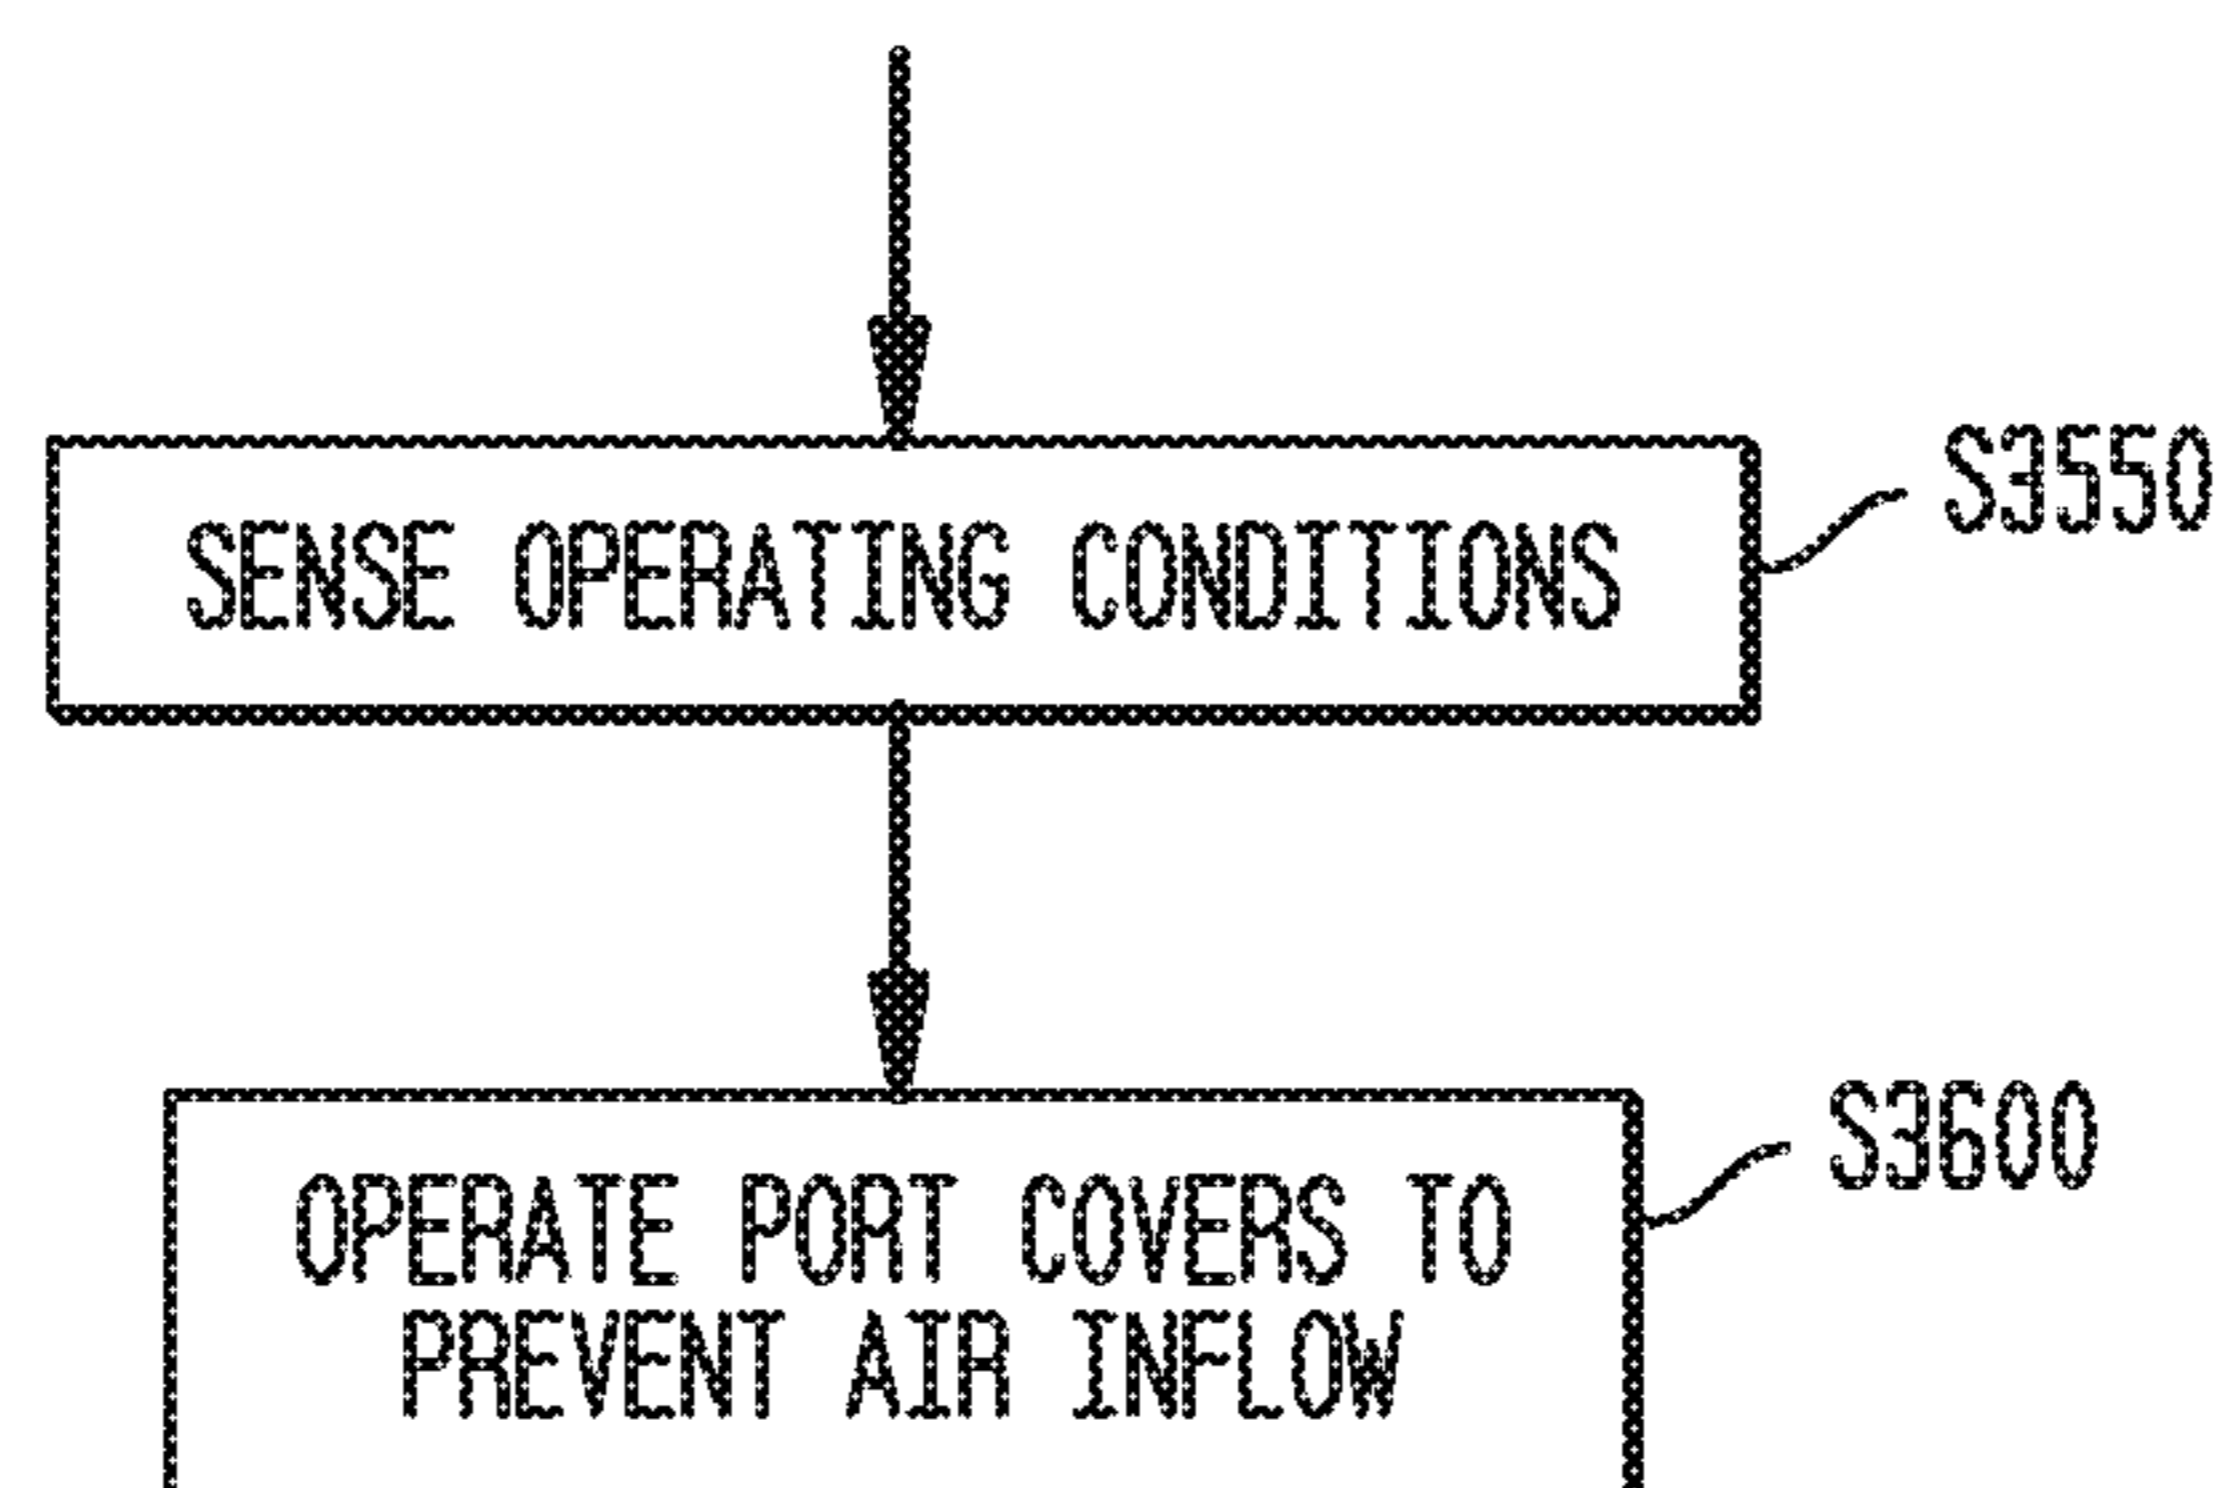 S3550
SENSE OPERATING CONDITIONS
S3600
OPERATE PORT COVERS TO
PREVENT AIR INFLOW